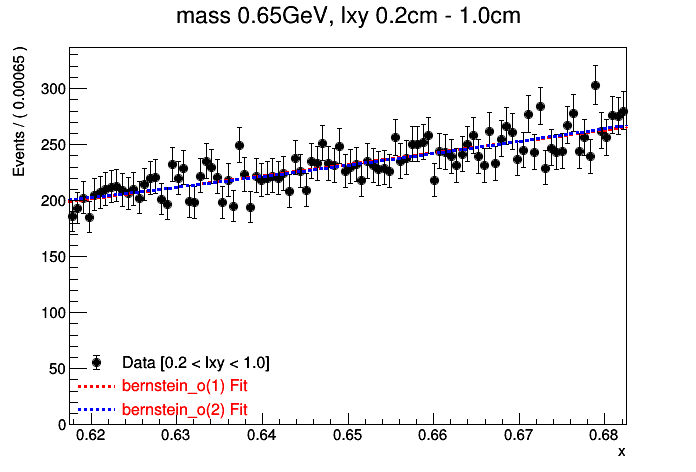 mass 0.65GeV, lxy 0.2cm - 1.0cm
Events / ( 0.00065 )
300
250
200
150
100
50
0
Data [0.2 < lxy < 1.0]
bernstein_o(1) Fit
bernstein_o(2) Fit
0.62 0.63 0.64 0.65 0.66 0.67 0.68
x